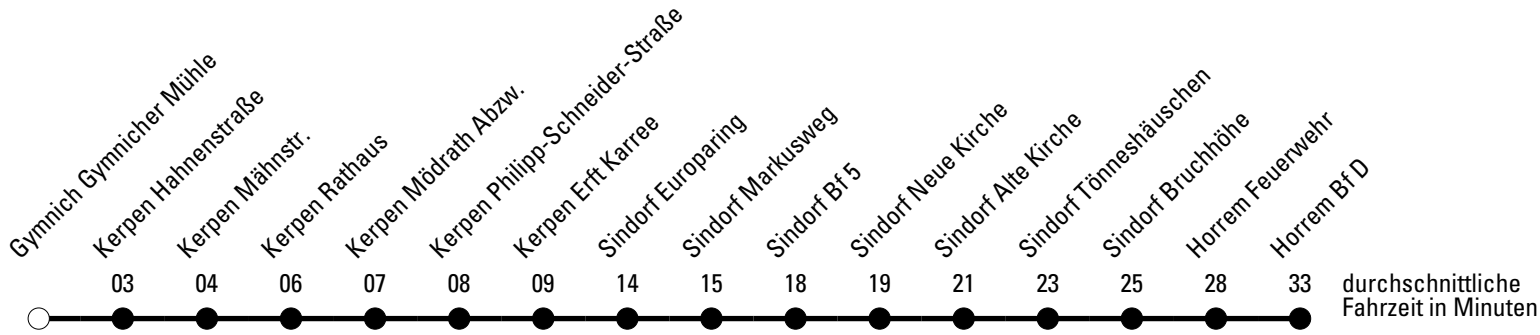 Gymnich Gymnicher Mühle
Kerpen Hahnenstraße
Kerpen Mähnstr.
Kerpen Rathaus
Kerpen Mödrath Abzw.
Kerpen Philipp-Schneider-Straße
Kerpen Erft Karree
Sindorf Europaring
Sindorf Markusweg
Sindorf Bf 5
Sindorf Neue Kirche
Sindorf Alte Kirche
Sindorf Tönneshäuschen
Sindorf Bruchhöhe
Horrem Feuerwehr
Horrem Bf D
03 04 06 07 08 09 14 15 18 19 21 23 25 28 33
durchschnittliche
Fahrzeit in Minuten